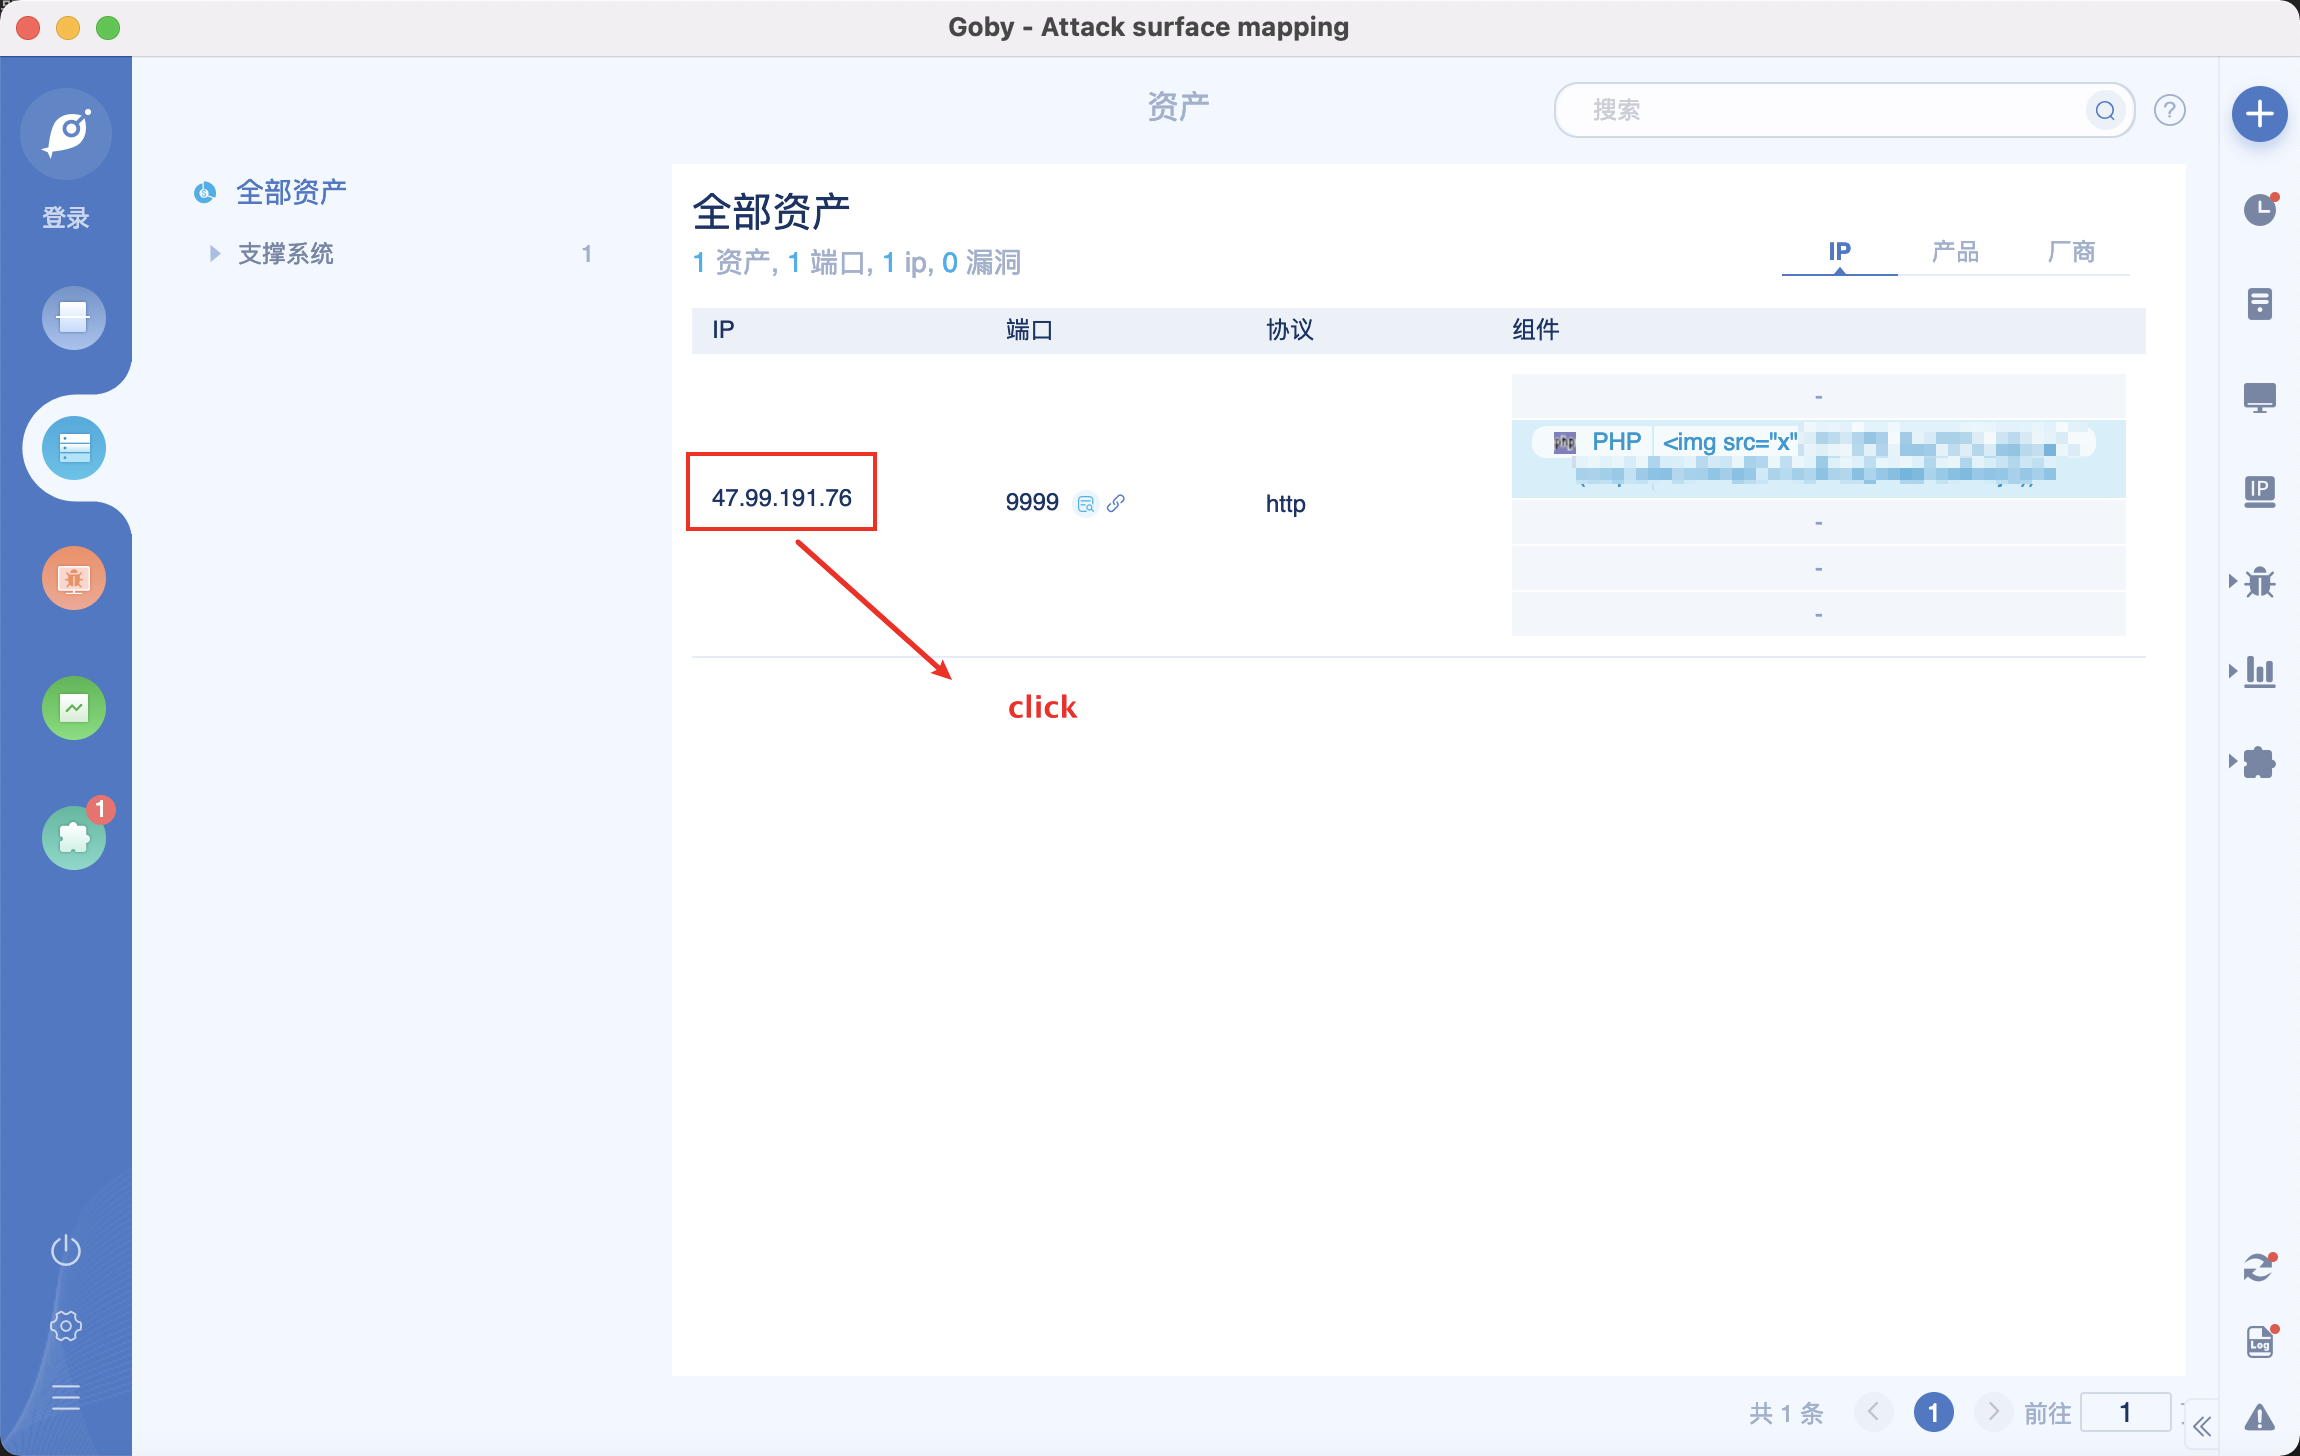 Goby - Attack surface mapping
资产
搜索
?
登录
全部资产
支撑系统 1
全部资产
1 资产, 1 端口, 1 ip, 0 漏洞
IP 产品 厂商
IP 端口 协议 组件
-
php PHP <img src="x"
47.99.191.76 9999 http
-
-
-
click
1
IP
Log
共 1 条 1 前往 1